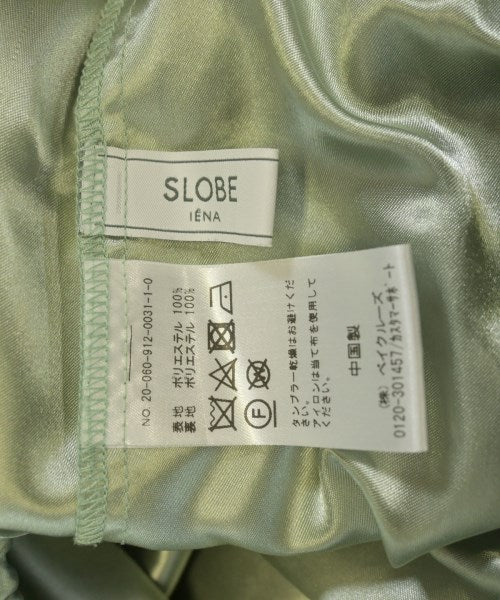 SLOBE
IÉNA
NO. 20-060-912-0031-1-0
表地 ポリエステル 100%
裏地 ポリエステル 100%
F
タンブラー乾燥はお避けくだ
さい。
アイロンは当て布を使用して
ください。
中国製
(株) ベイクルーズ
0120-301457/カスタマーサポート